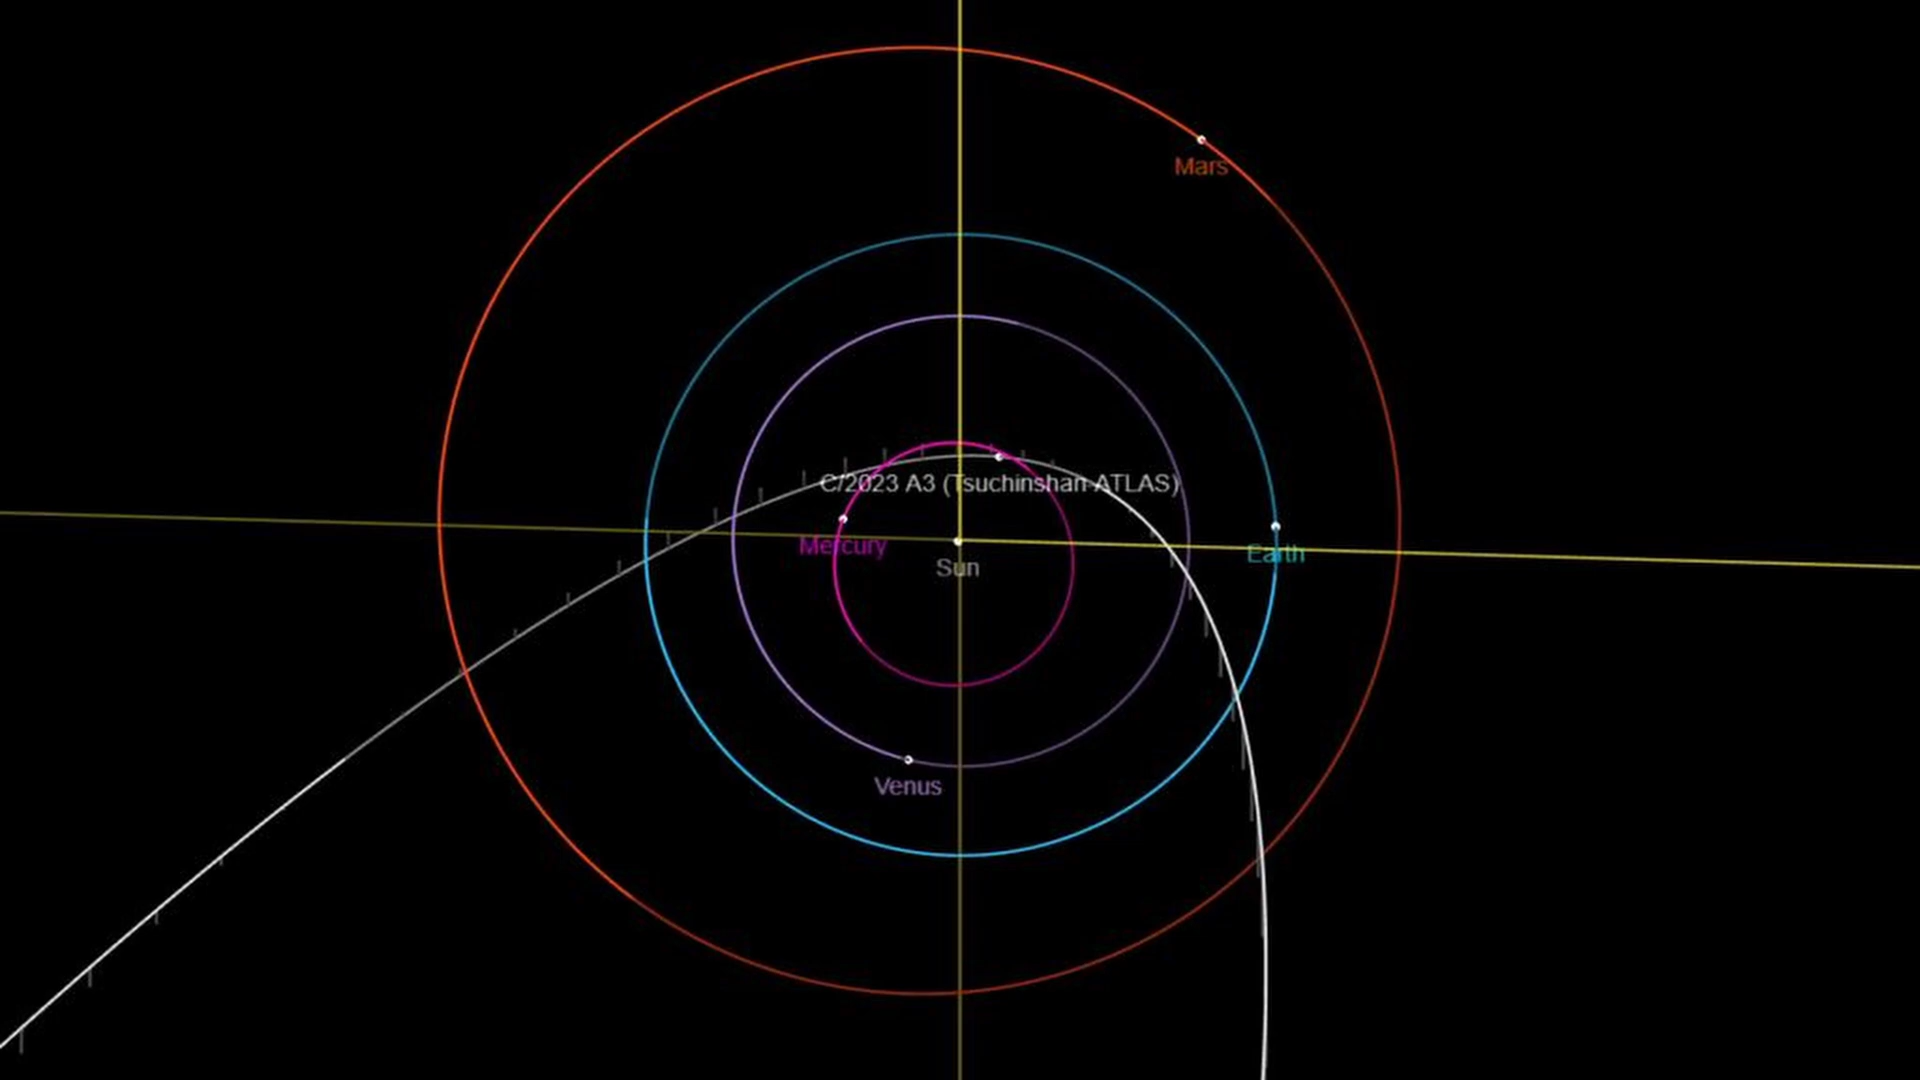 Mars
C/2023 A3 (Tsuchinshan-ATLAS)
Mercury
Earth
Sun
Venus